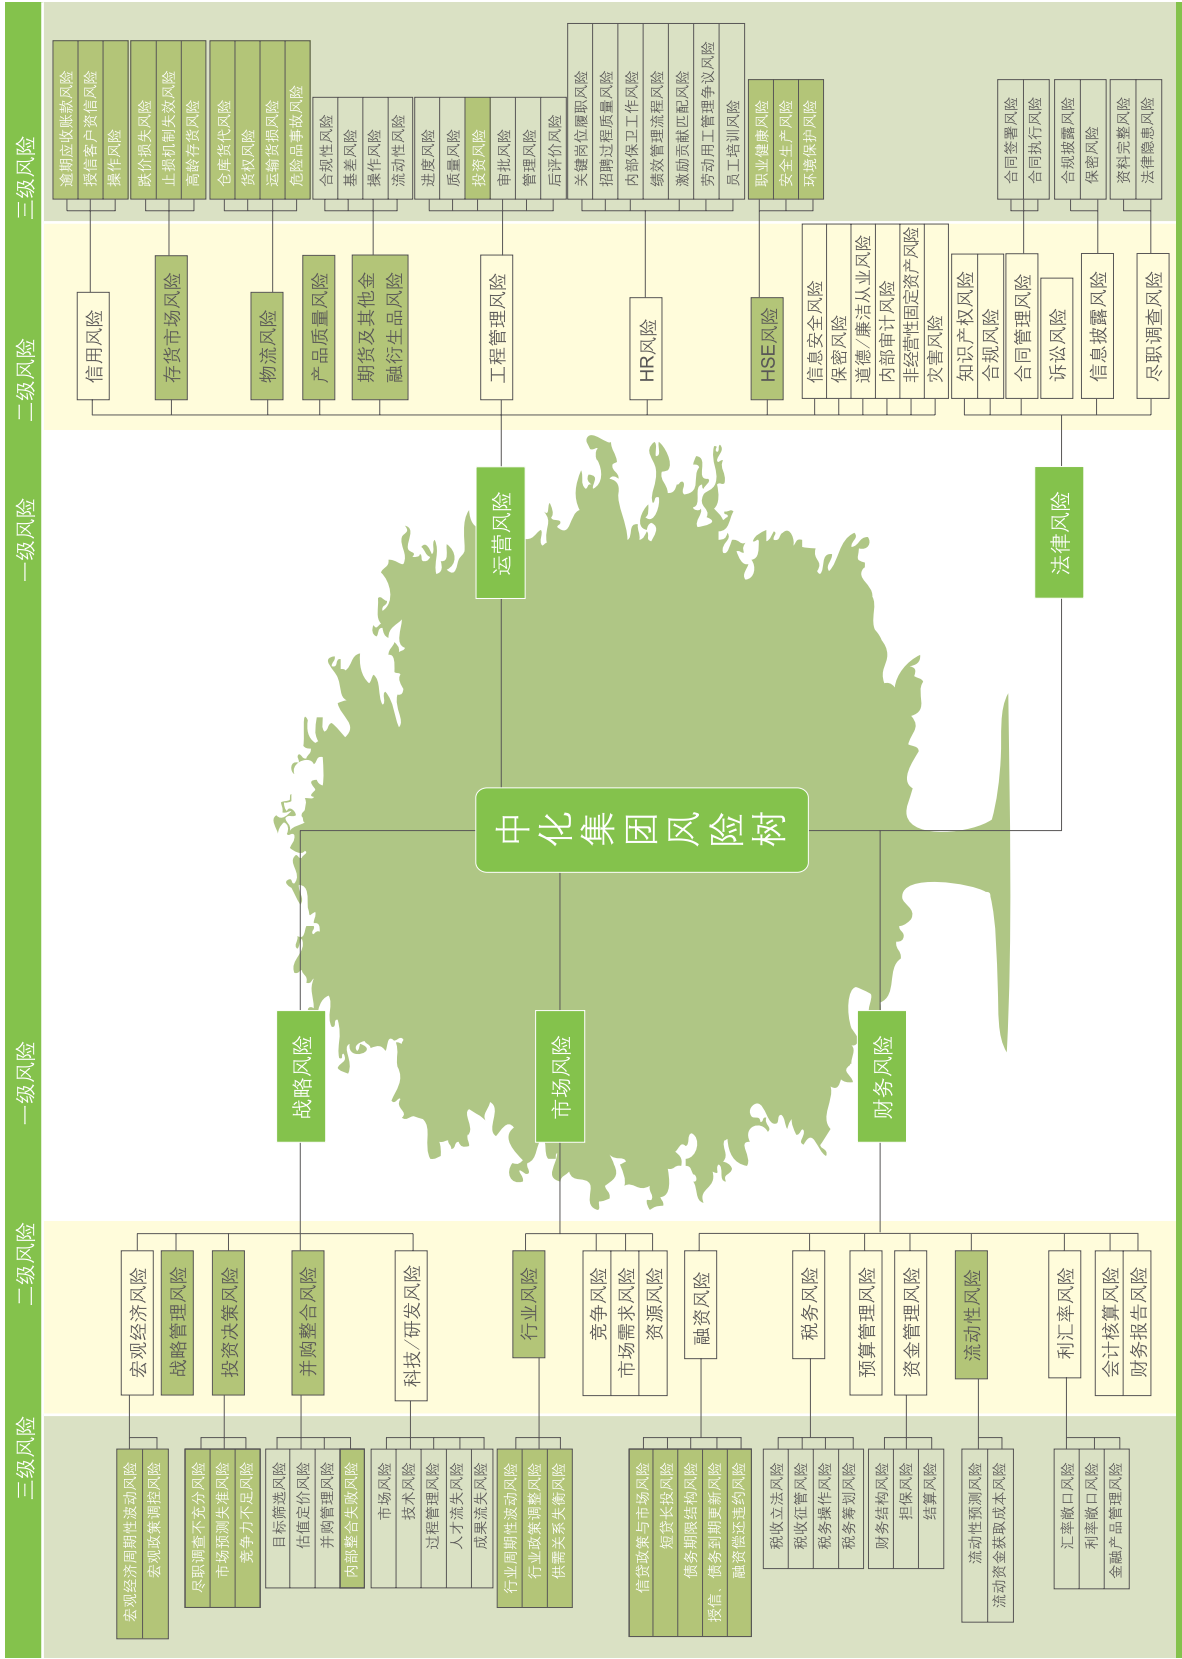 三级风险
二级风险
一级风险
一级风险
二级风险
三级风险
中化集团风险树
战略风险
宏观经济风险
宏观经济周期性波动风险
宏观政策调控风险
战略管理风险
投资决策风险
尽职调查不充分风险
市场预测失准风险
竞争力不足风险
并购整合风险
目标筛选风险
估值定价风险
并购管理风险
内部整合失败风险
科技/研发风险
市场风险
技术风险
过程管理风险
人才流失风险
成果流失风险
市场风险
行业风险
行业周期性波动风险
行业政策调整风险
供需关系失衡风险
竞争风险
市场需求风险
资源风险
财务风险
融资风险
信贷政策与市场风险
短贷长投风险
债务期限结构风险
授信、债务到期更新风险
融资偿还违约风险
税务风险
税收立法风险
税收征管风险
税务操作风险
税务筹划风险
预算管理风险
资金管理风险
财务结构风险
担保风险
结算风险
流动性风险
流动性预测风险
流动资金获取成本风险
利汇率风险
汇率敞口风险
利率敞口风险
金融产品管理风险
会计核算风险
财务报告风险
运营风险
信用风险
逾期应收账款风险
授信客户资信风险
操作风险
存货市场风险
跌价损失风险
止损机制失效风险
高龄存货风险
物流风险
仓库货代风险
货权风险
运输货损风险
危险品事故风险
产品质量风险
期货及其他金
融衍生品风险
合规性风险
基差风险
操作风险
流动性风险
工程管理风险
进度风险
质量风险
投资风险
审批风险
管理风险
后评价风险
HR风险
关键岗位履职风险
招聘过程质量风险
内部保卫工作风险
绩效管理流程风险
激励贡献匹配风险
劳动用工管理争议风险
员工培训风险
HSE风险
职业健康风险
安全生产风险
环境保护风险
信息安全风险
保密风险
道德/廉洁从业风险
内部审计风险
非经营性固定资产风险
灾害风险
法律风险
知识产权风险
合规风险
合同管理风险
合同签署风险
合同执行风险
诉讼风险
信息披露风险
合规披露风险
保密风险
尽职调查风险
资料完整风险
法律隐患风险